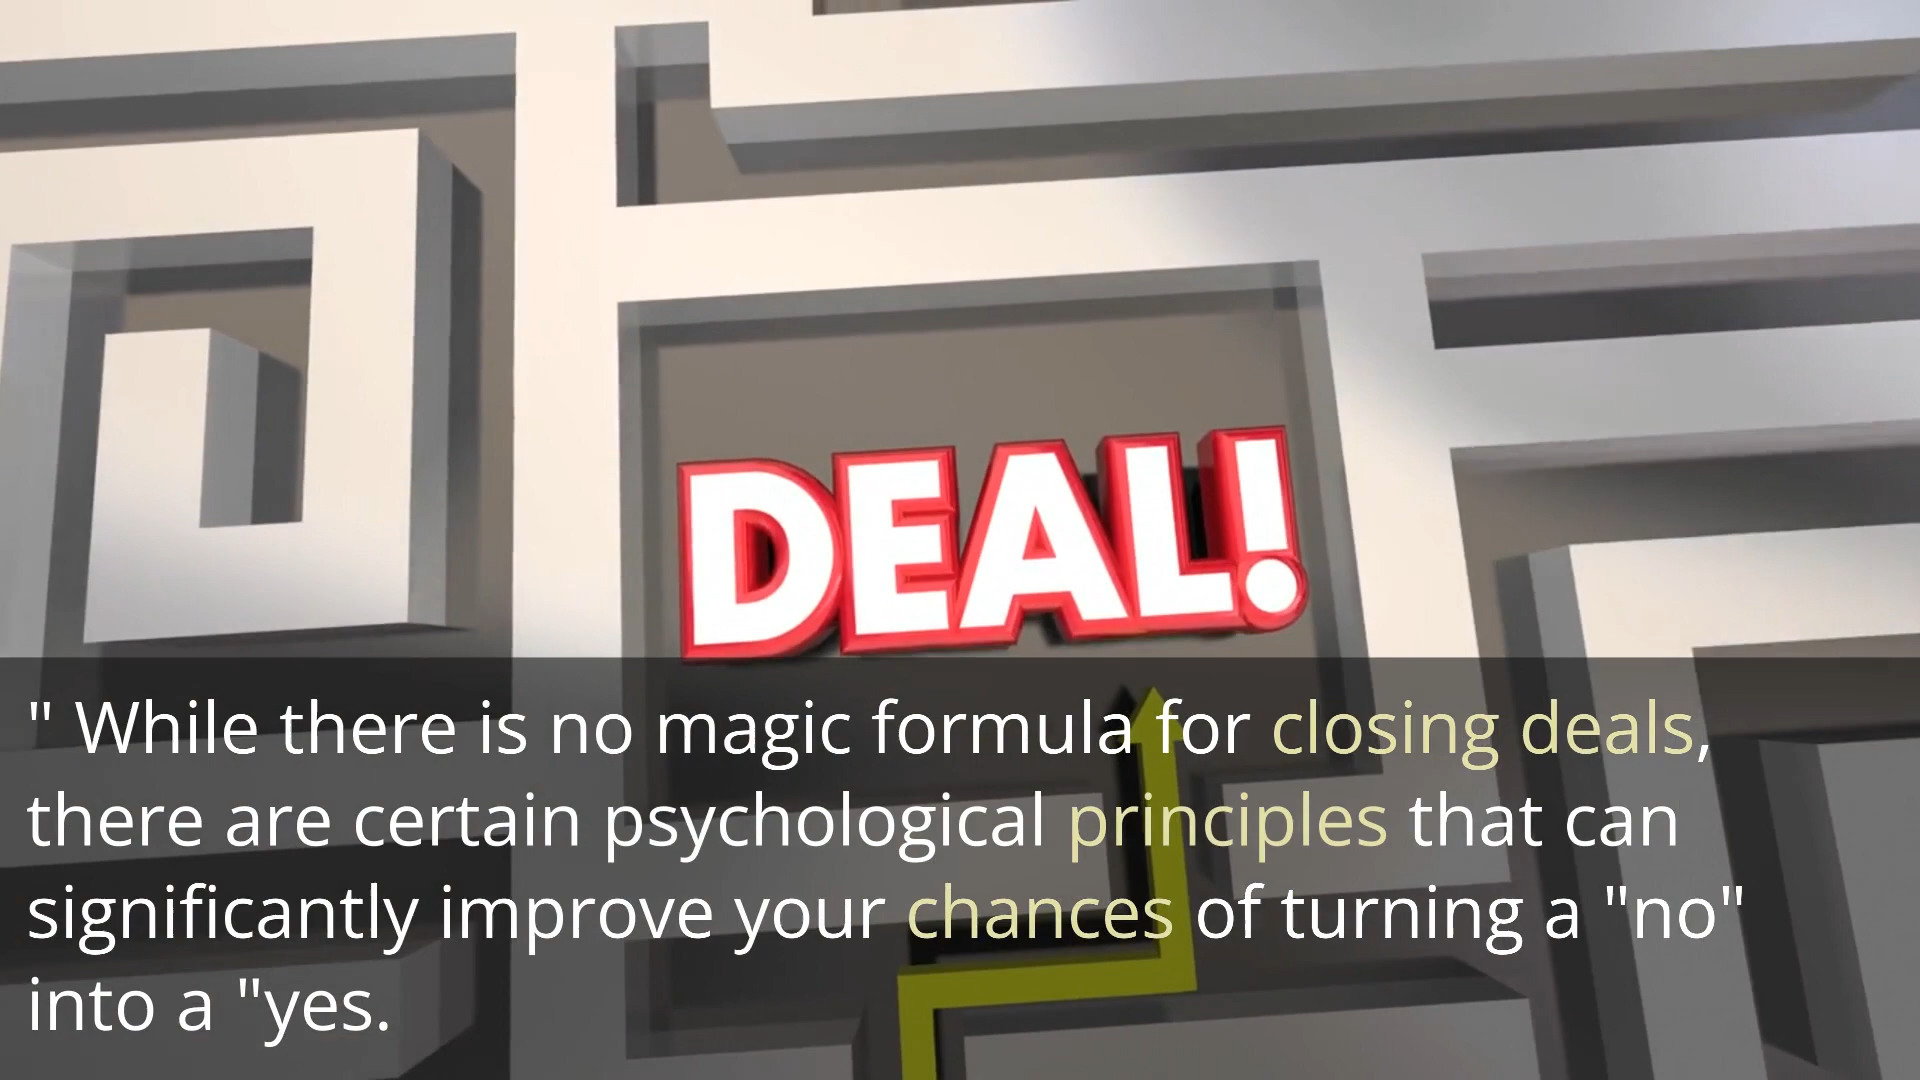 DEAL!
" While there is no magic formula for closing deals,
there are certain psychological principles that can
significantly improve your chances of turning a "no"
into a "yes.